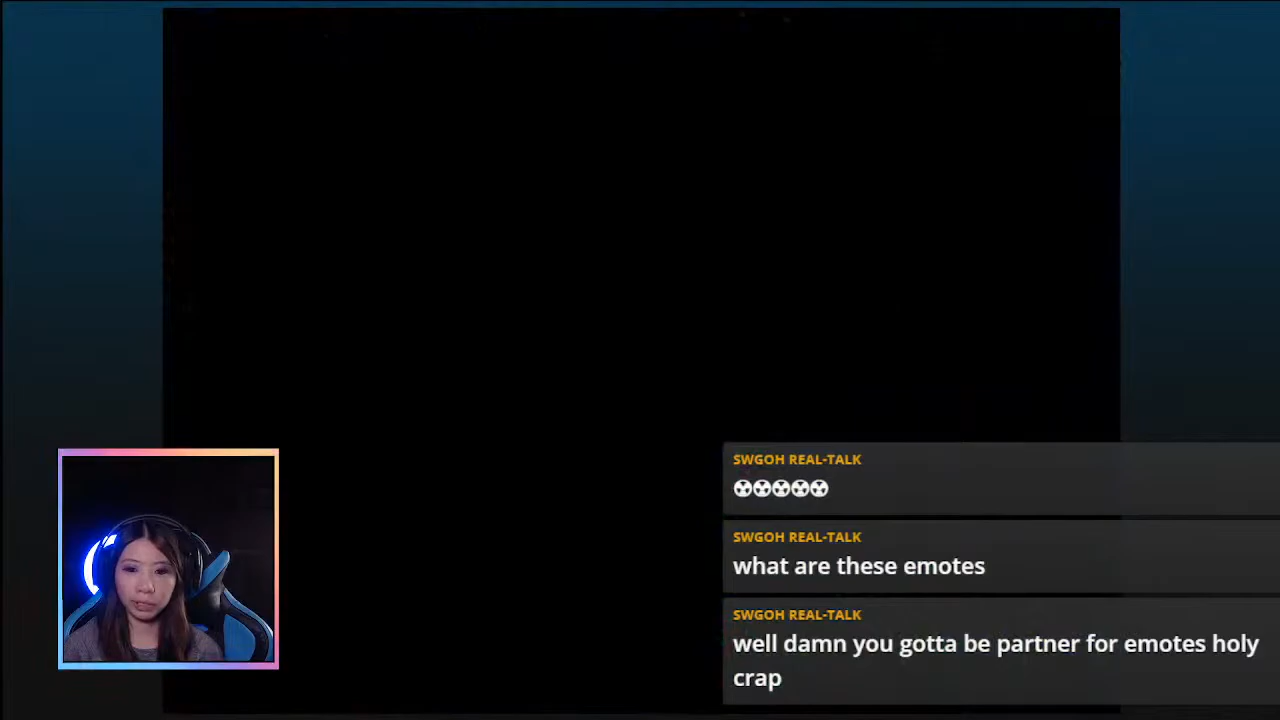 SWGOH REAL-TALK
☢☢☢☢☢
SWGOH REAL-TALK
what are these emotes
SWGOH REAL-TALK
well damn you gotta be partner for emotes holy
crap